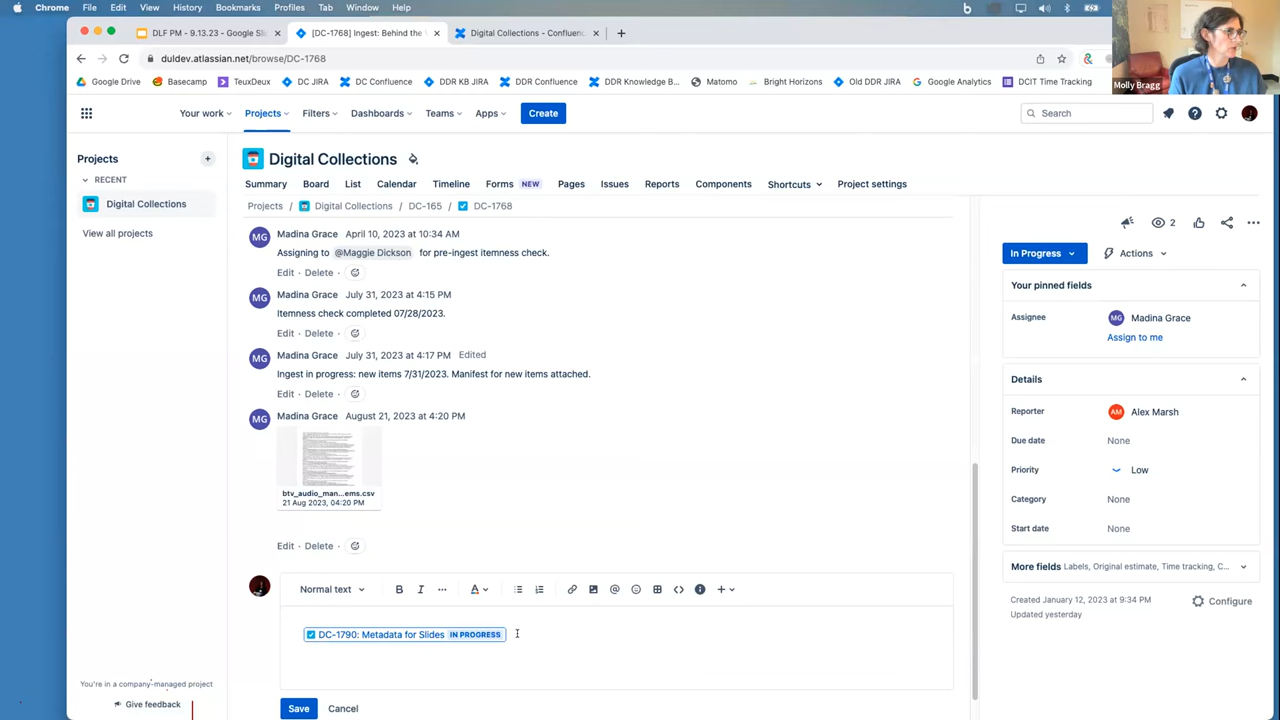 Chrome File Edit View History Bookmarks Profiles Tab Window Help
DLF PM - 9.13.23 - Google S
[DC-1768] Ingest: Behind the
Digital Collections - Confluenc
duldev.atlassian.net/browse/DC-1768
Google Drive Basecamp TeuxDeux DC JIRA DC Confluence DDR KB JIRA DDR Confluence DDR Knowledge B... Matomo Bright Horizons Old DDR JIRA Google Analytics DCIT Time Tracking
Molly Bragg
Your work Projects Filters Dashboards Teams Apps Create Search
Projects
RECENT
Digital Collections
View all projects
You're in a company-managed project
Give feedback
Digital Collections
Summary Board List Calendar Timeline Forms NEW Pages Issues Reports Components Shortcuts Project settings
Projects / Digital Collections / DC-165 / DC-1768
MG Madina Grace April 10, 2023 at 10:34 AM
Assigning to @Maggie Dickson for pre-ingest itemness check.
Edit · Delete ·
MG Madina Grace July 31, 2023 at 4:15 PM
Itemness check completed 07/28/2023.
Edit · Delete ·
MG Madina Grace July 31, 2023 at 4:17 PM Edited
Ingest in progress: new items 7/31/2023. Manifest for new items attached.
Edit · Delete ·
MG Madina Grace August 21, 2023 at 4:20 PM
btv_audio_man...ems.csv
21 Aug 2023, 04:20 PM
Edit · Delete ·
Normal text B I ... A
DC-1790: Metadata for Slides IN PROGRESS
Save Cancel
2
In Progress Actions
Your pinned fields
Assignee MG Madina Grace
Assign to me
Details
Reporter AM Alex Marsh
Due date None
Priority Low
Category None
Start date None
More fields Labels, Original estimate, Time tracking, C...
Created January 12, 2023 at 9:34 PM
Updated yesterday
Configure